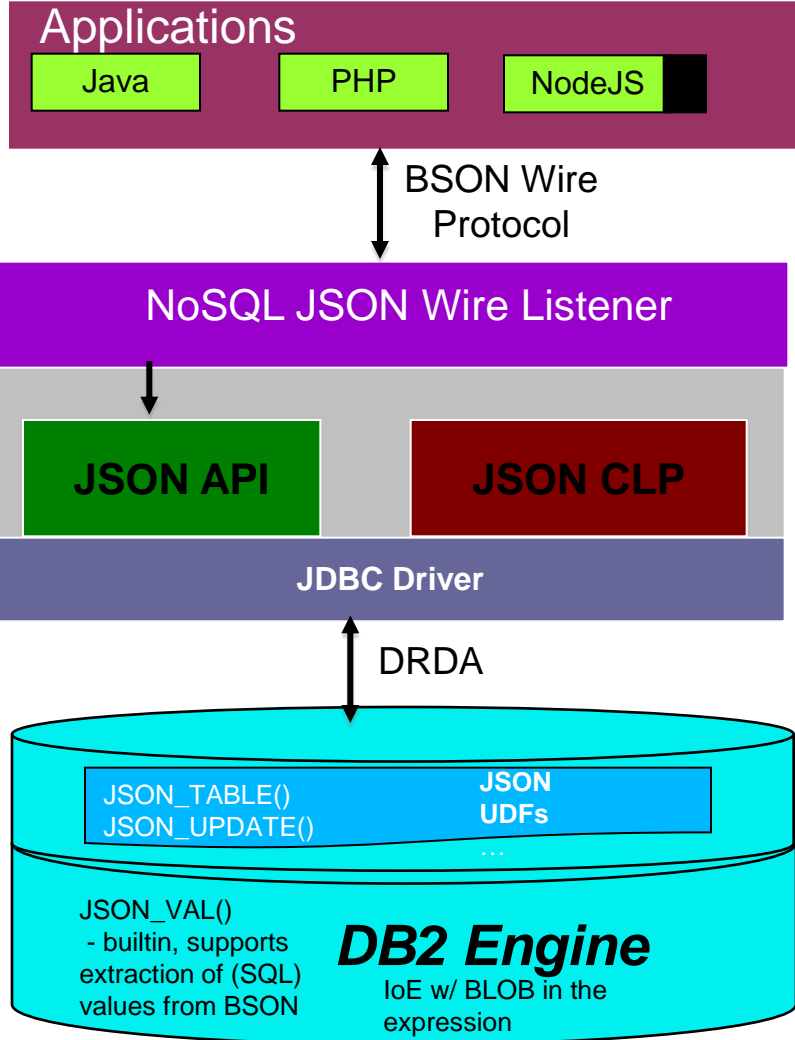 Applications
Java
PHP
NodeJS
BSON Wire
Protocol
NoSQL JSON Wire Listener
JSON API
JSON CLP
JDBC Driver
DRDA
JSON_TABLE()
JSON_UPDATE()
JSON
UDFs
…
JSON_VAL()
- builtin, supports
extraction of (SQL)
values from BSON
DB2 Engine
IoE w/ BLOB in the
expression